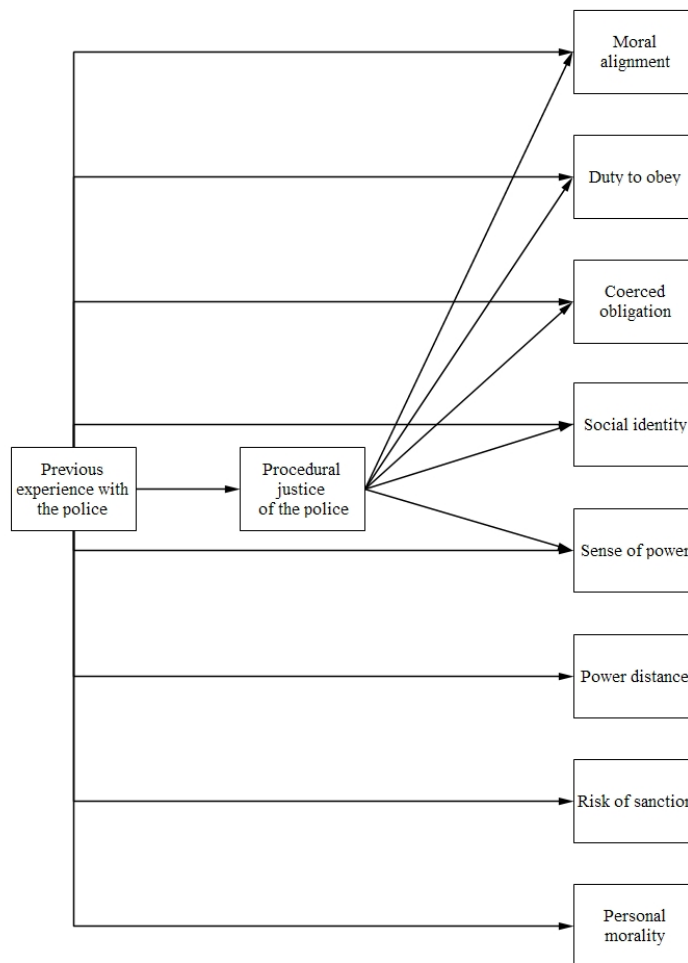 Moral
alignment
Duty to obey
Coerced
obligation
Social identity
Previous
experience with
the police
Procedural
justice
of the police
Sense of power
Power distance
Risk of sanction
Personal
morality